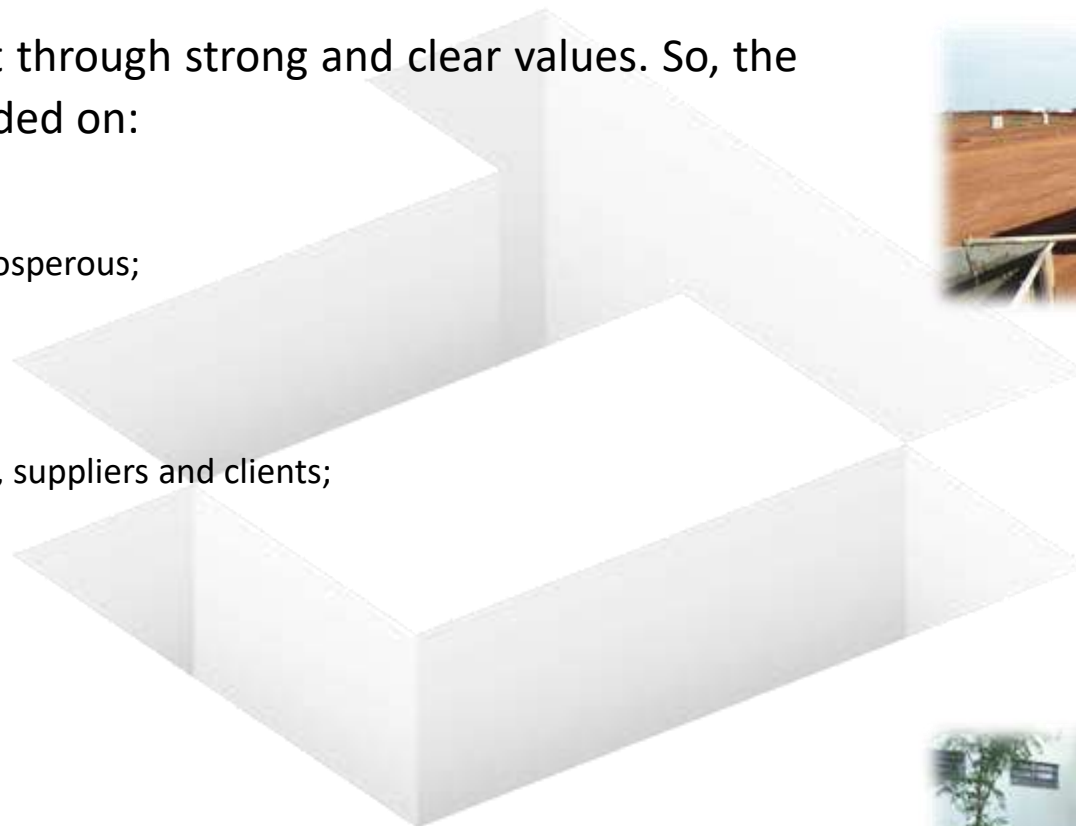 t through strong and clear values. So, the
ded on:
osperous;
, suppliers and clients;